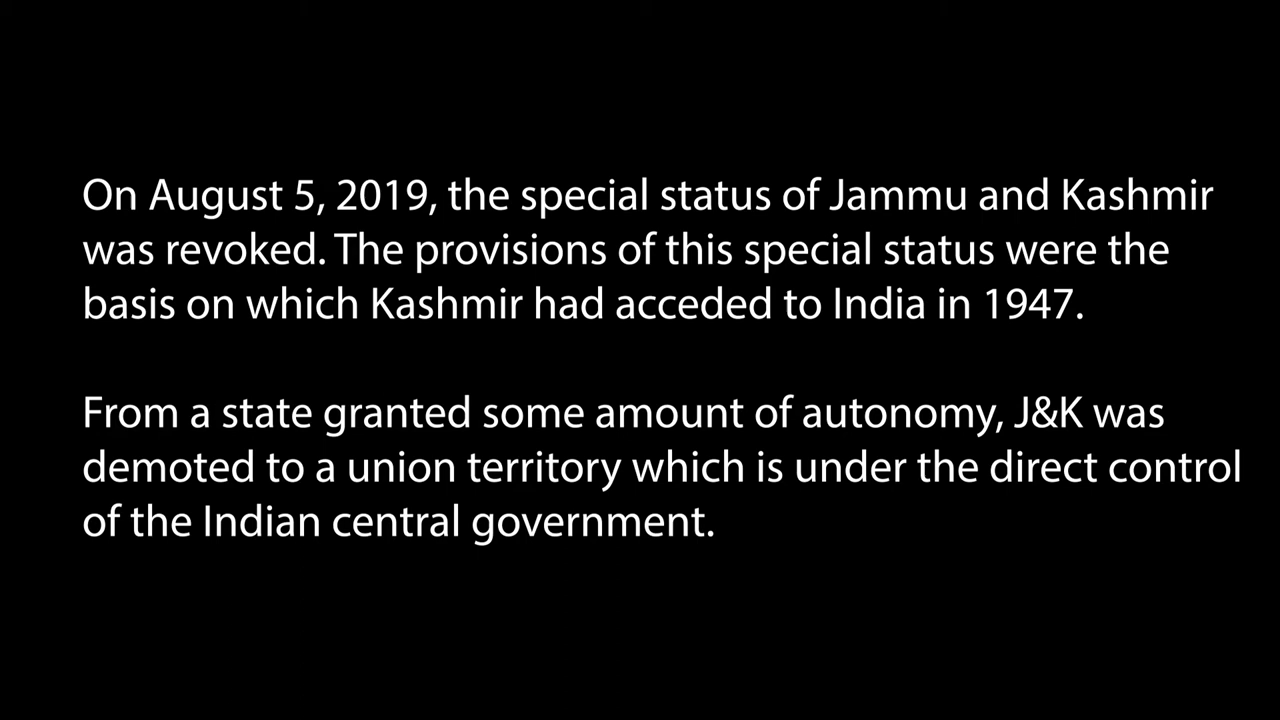 On August 5, 2019, the special status of Jammu and Kashmir
was revoked. The provisions of this special status were the
basis on which Kashmir had acceded to India in 1947.
From a state granted some amount of autonomy, J&K was
demoted to a union territory which is under the direct control
of the Indian central government.